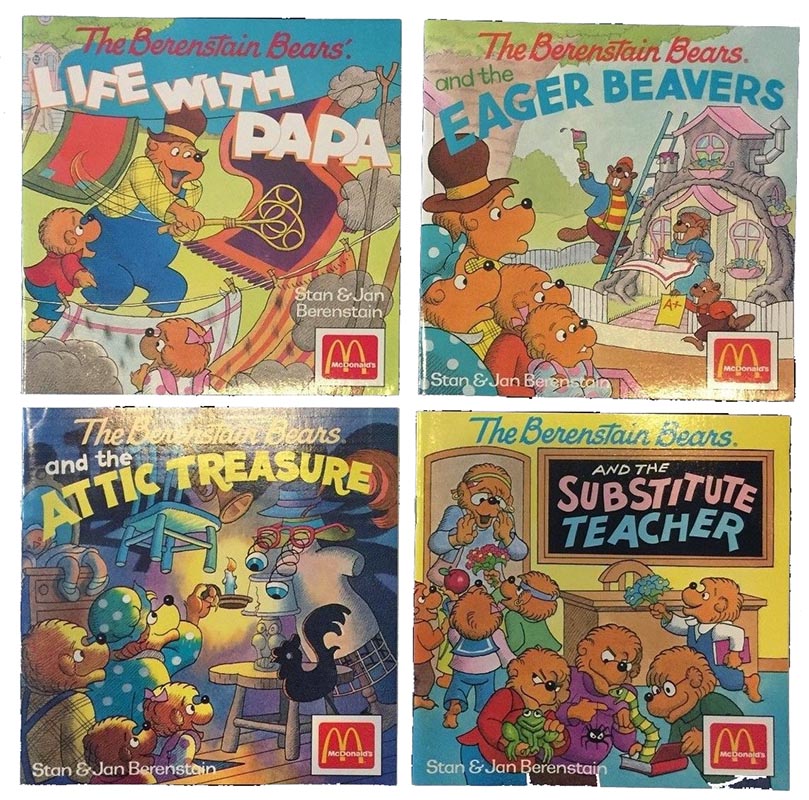 The Berenstain Bears'®
LIFE WITH
PAPA
Stan & Jan
Berenstain
McDonald's
The Berenstain Bears®
and the
EAGER BEAVERS
A+
Stan & Jan Berenstain
McDonald's
The Berenstain Bears®
and the
ATTIC TREASURE
Stan & Jan Berenstain
McDonald's
The Berenstain Bears®
AND THE
SUBSTITUTE
TEACHER
Stan & Jan Berenstain
McDonald's